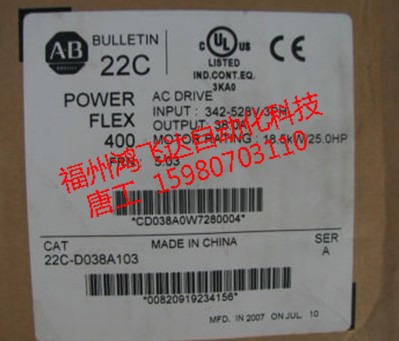 AB
BULLETIN
22C
UL
LISTED
IND.CONT.EQ.
3KA0
CE
POWER
FLEX
400
AC DRIVE
INPUT : 342-528V 3PH
OUTPUT
MOTOR RATING : 18.5kW/25.0HP
FRN : 5.03
福州鸿飞达自动化科技
唐工 15980703110
*CD038A0W7280004*
CAT
22C-D038A103
MADE IN CHINA
SER
A
*00820919234156*
MFD. IN 2007 ON JUL. 10